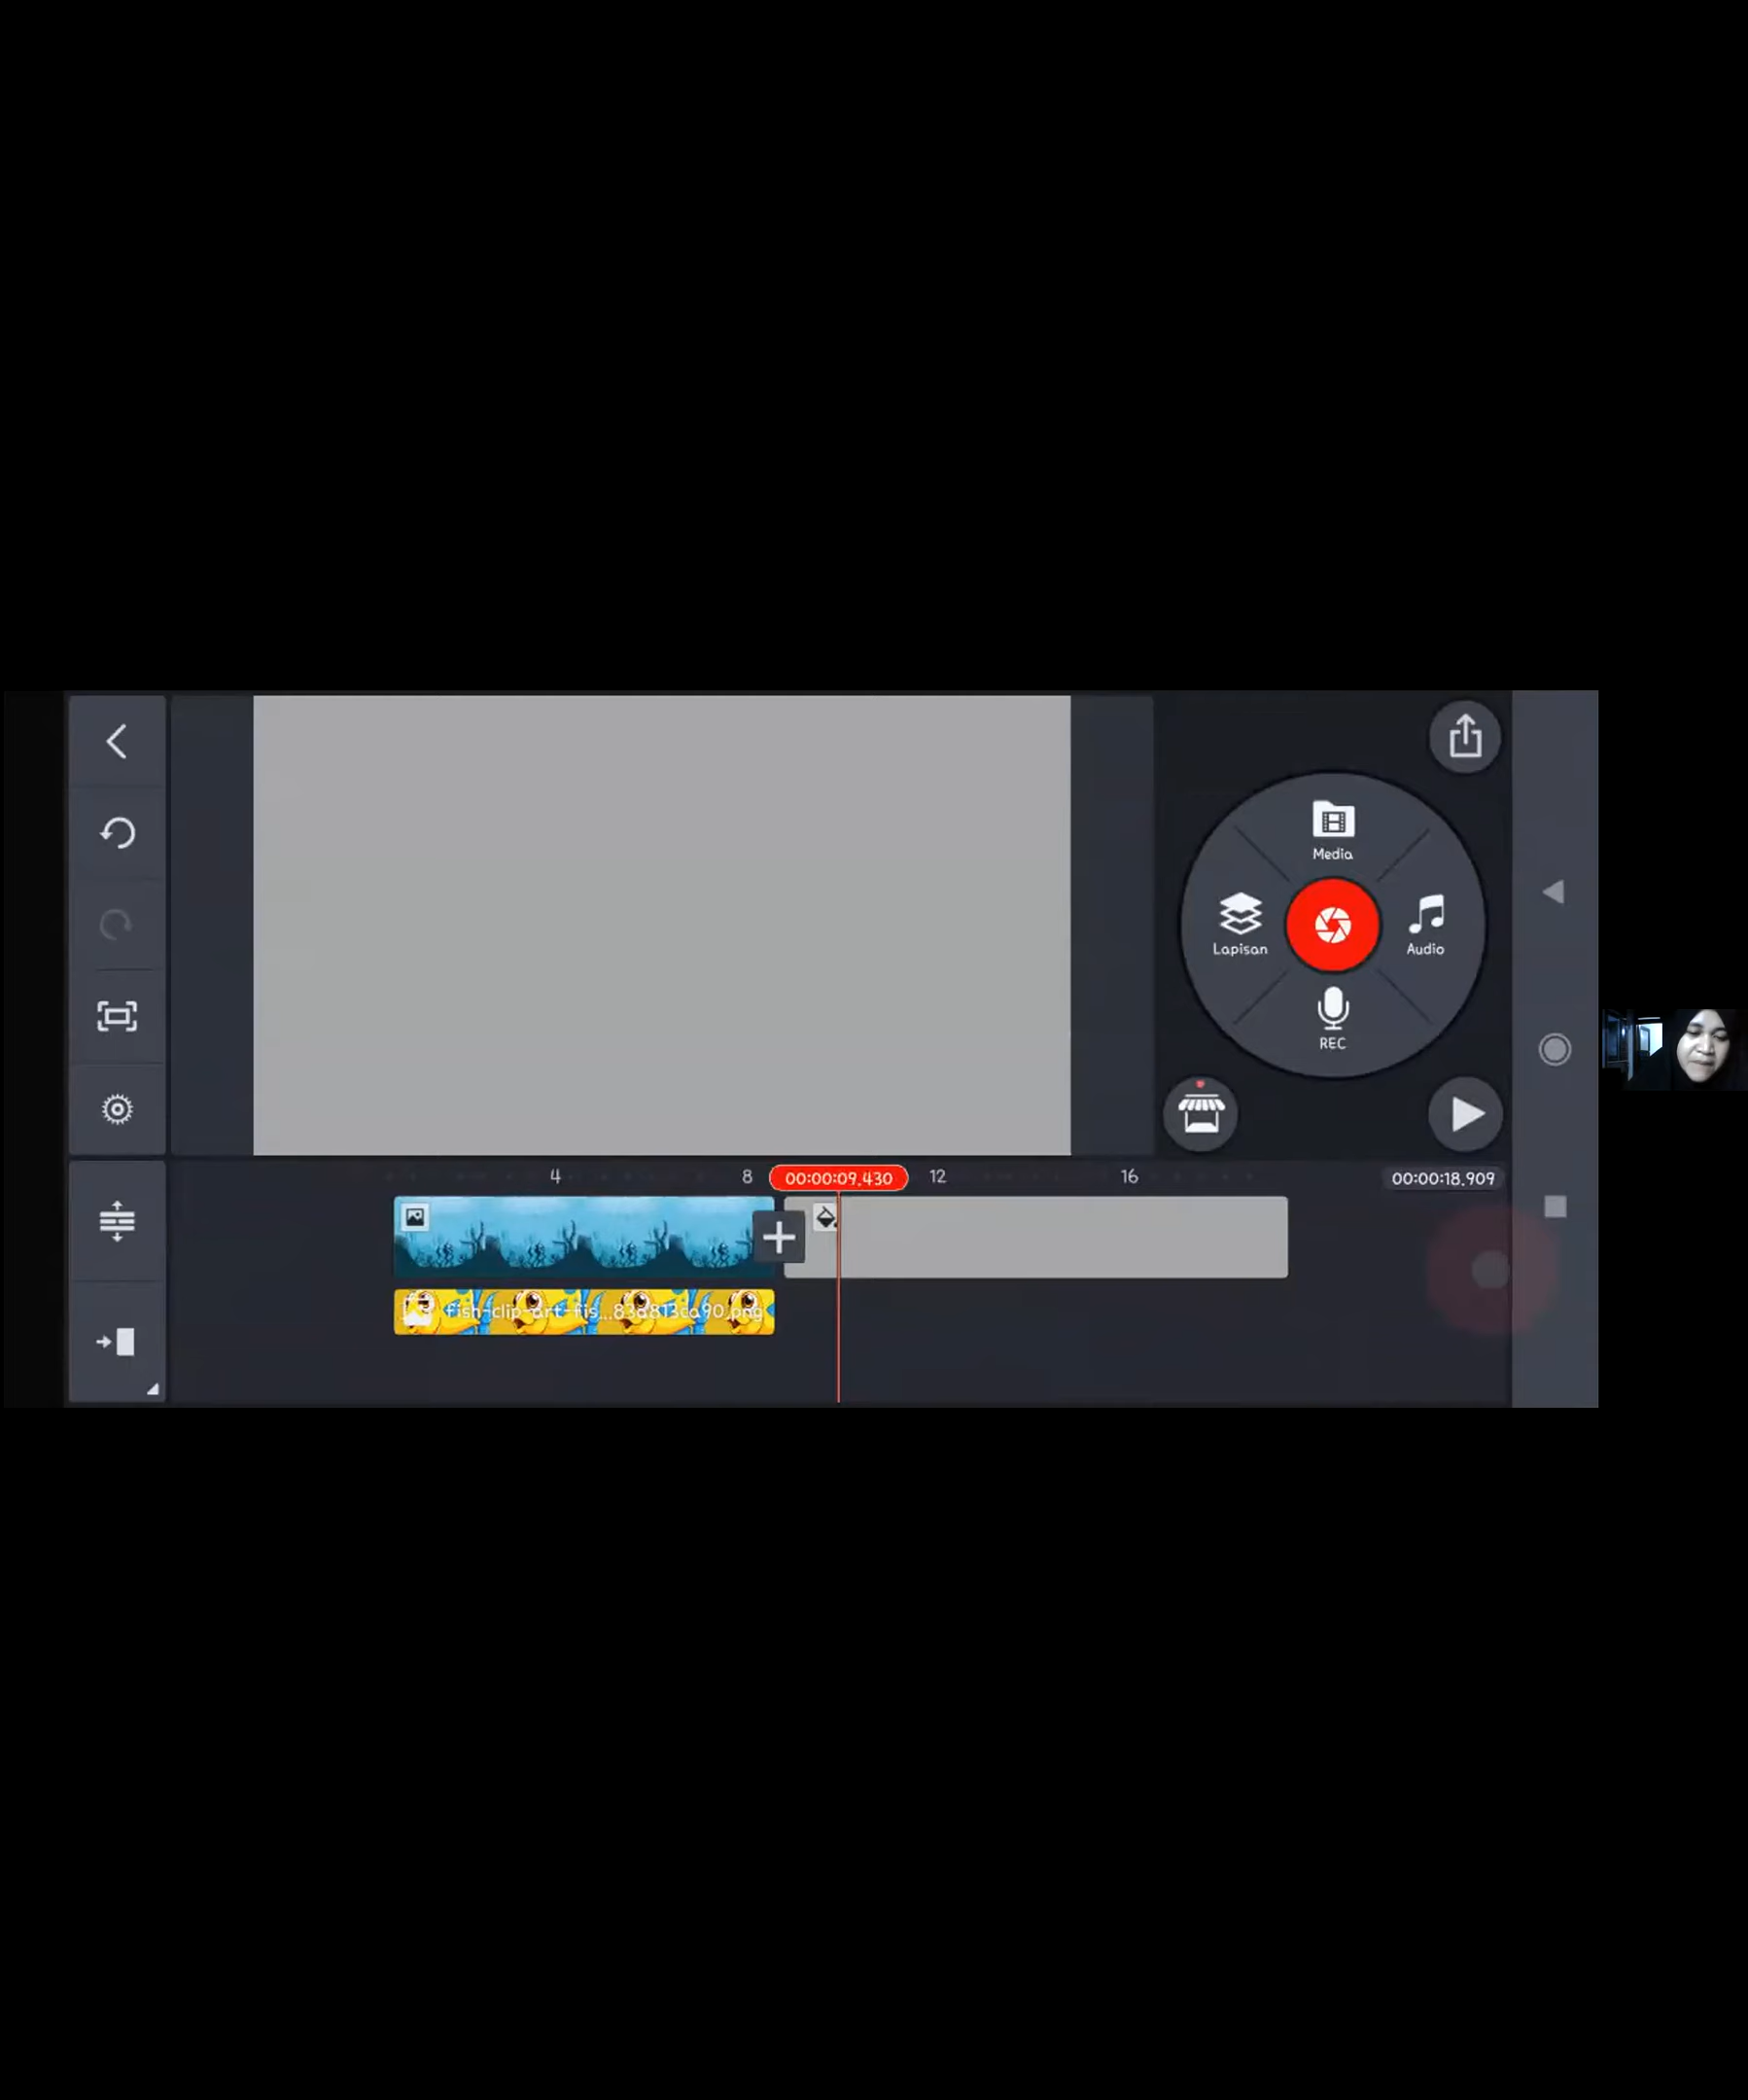 Media
Lapisan
Audio
REC
4
8
00:00:09.430
12
16
00:00:18.909
fish-clip-art-fis...83d813ca90.png